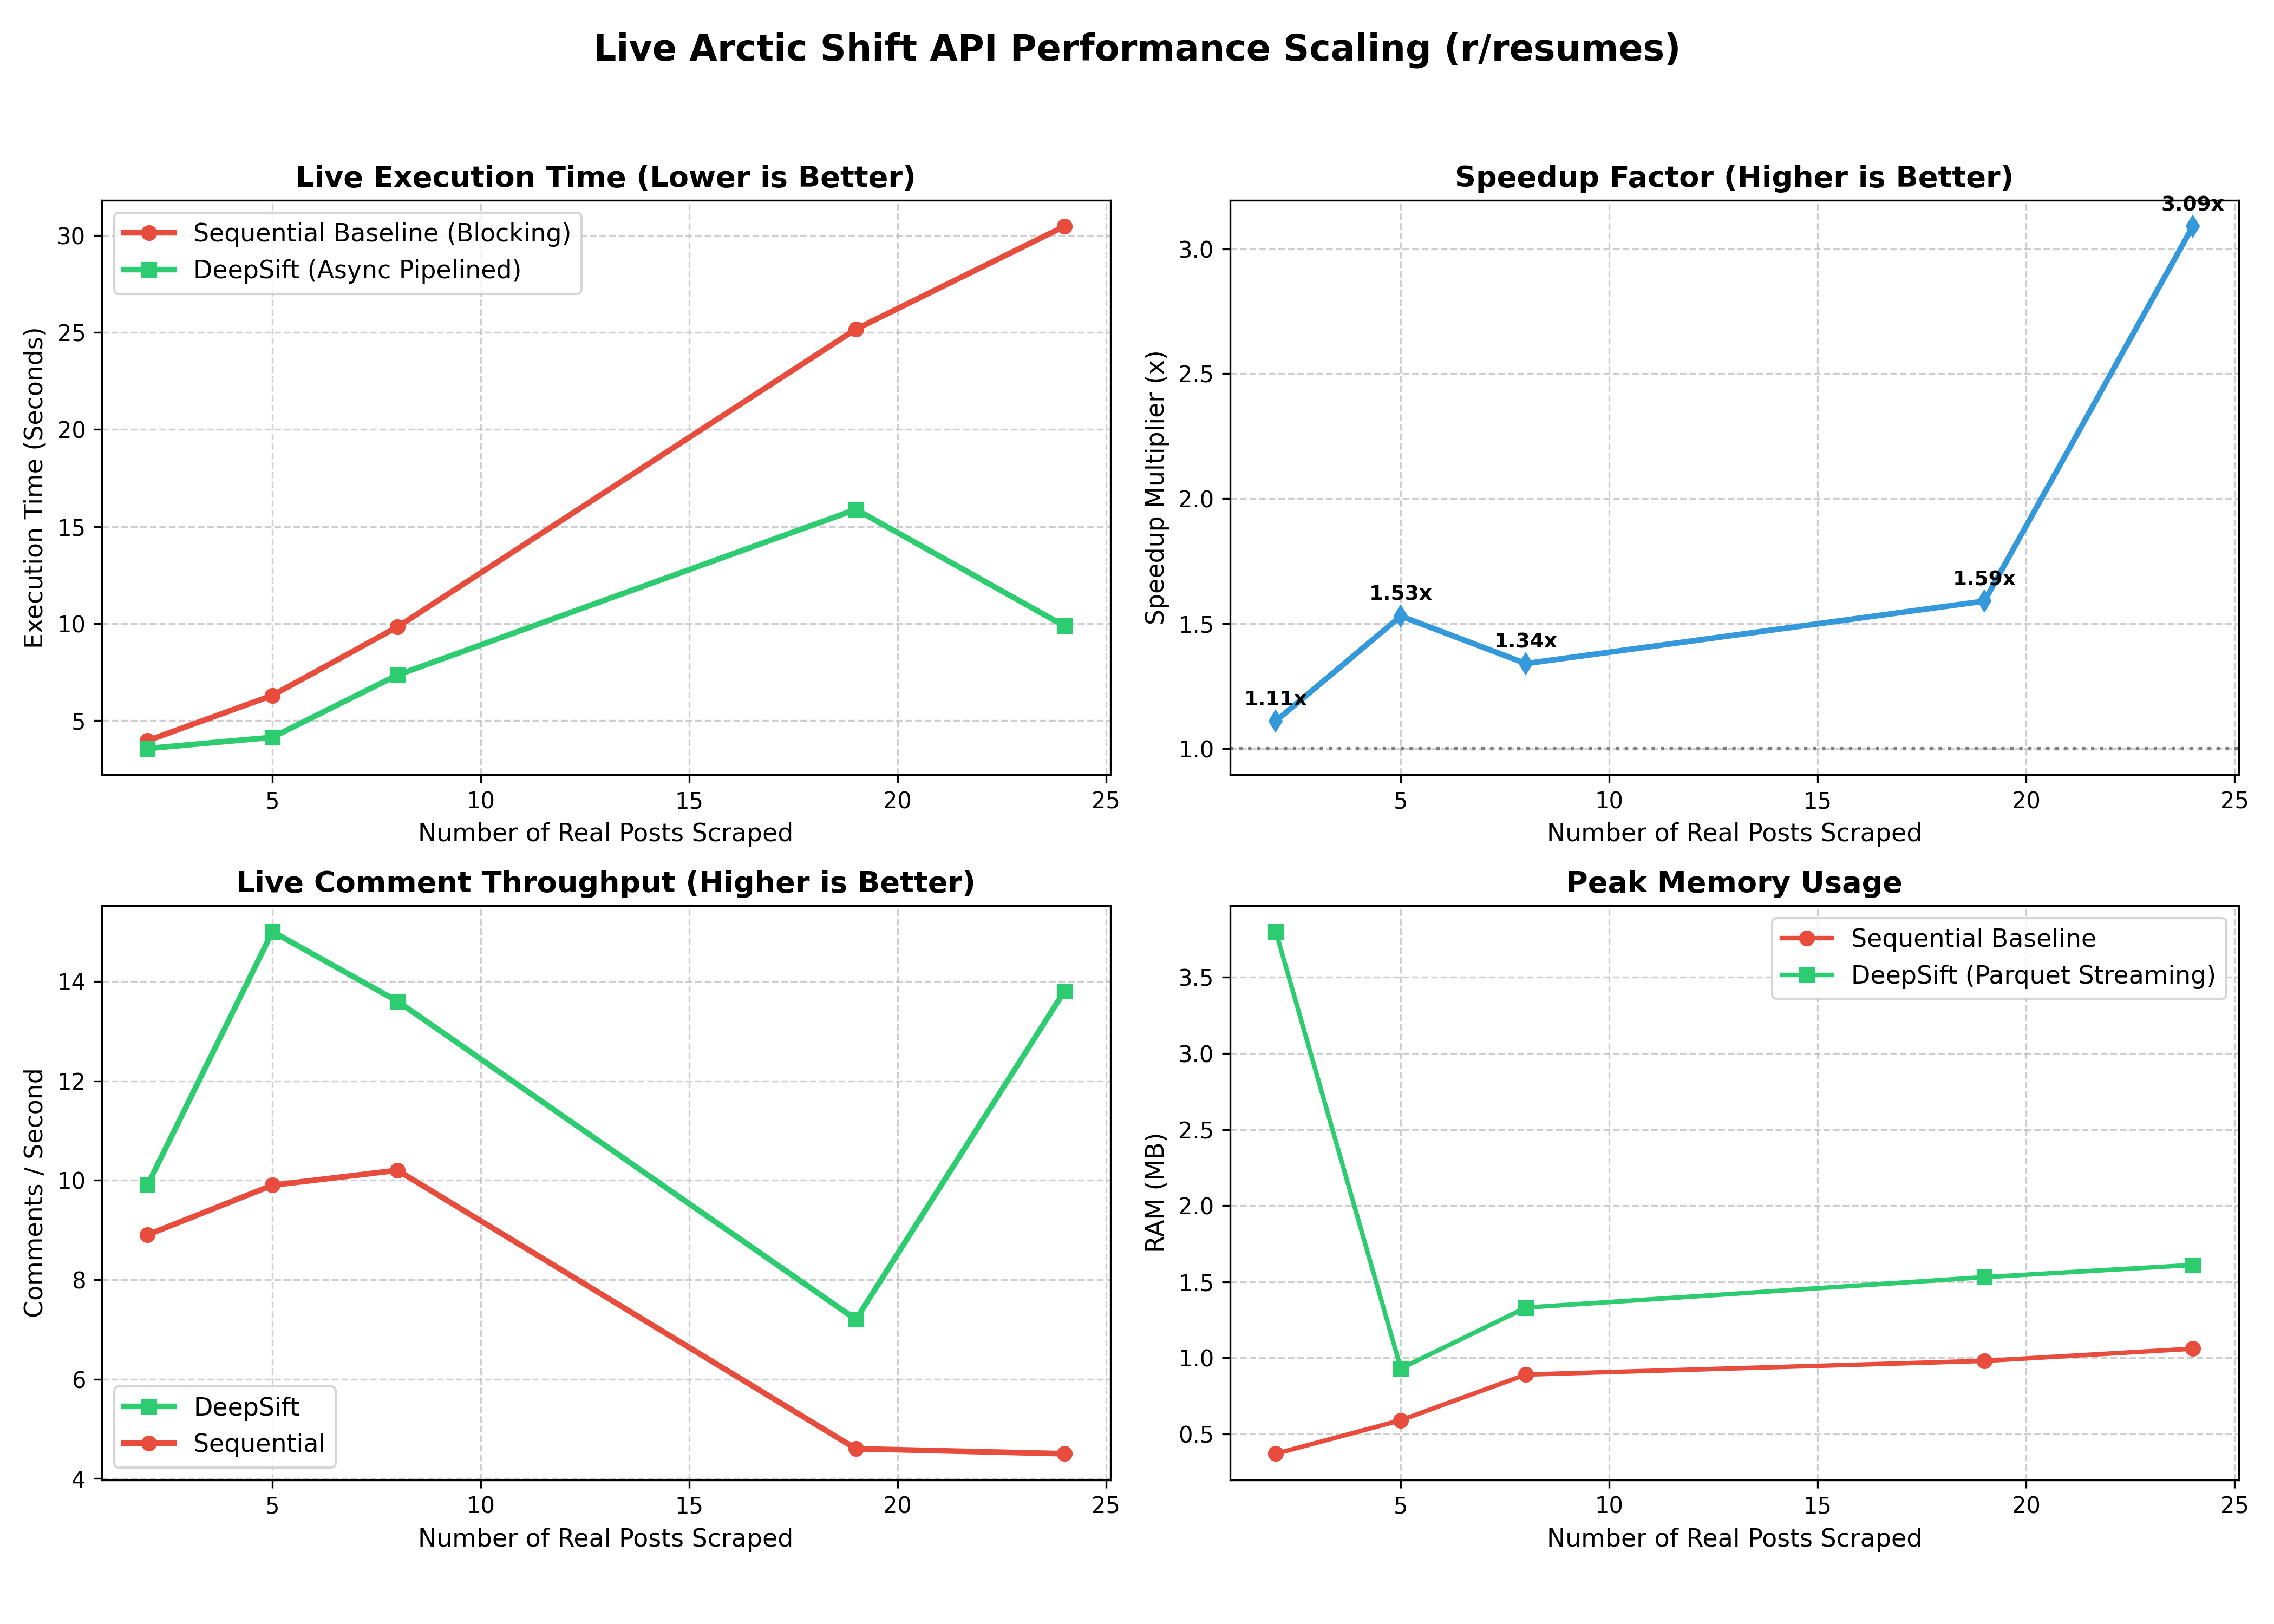 Live Arctic Shift API Performance Scaling (r/resumes)
Live Execution Time (Lower is Better)
Sequential Baseline (Blocking)
DeepSift (Async Pipelined)
Execution Time (Seconds)
30
25
20
15
10
5
5
10
15
20
25
Number of Real Posts Scraped
Speedup Factor (Higher is Better)
Speedup Multiplier (x)
3.0
2.5
2.0
1.5
1.0
1.11x
1.53x
1.34x
1.59x
3.09x
5
10
15
20
25
Number of Real Posts Scraped
Live Comment Throughput (Higher is Better)
Comments / Second
14
12
10
8
6
4
DeepSift
Sequential
5
10
15
20
25
Number of Real Posts Scraped
Peak Memory Usage
Sequential Baseline
DeepSift (Parquet Streaming)
RAM (MB)
3.5
3.0
2.5
2.0
1.5
1.0
0.5
5
10
15
20
25
Number of Real Posts Scraped